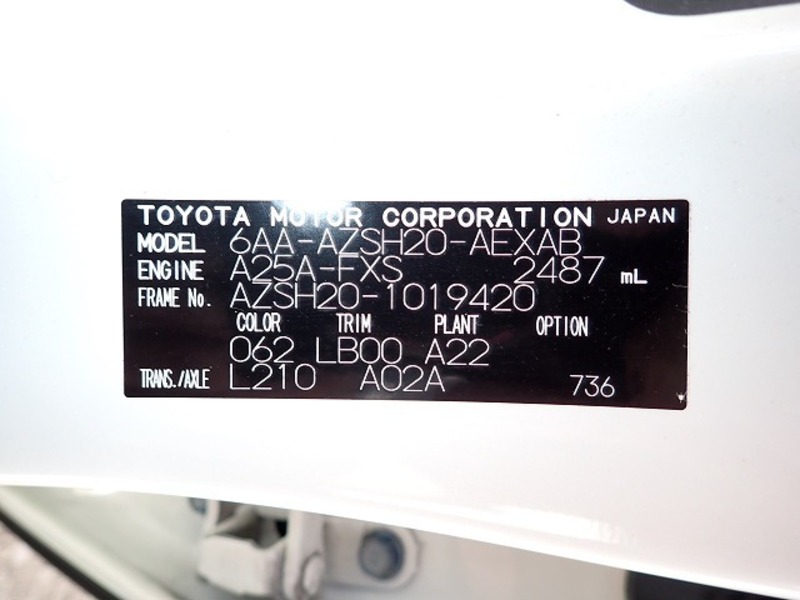 TOYOTA MOTOR CORPORATION JAPAN
MODEL 6AA-AZSH20-AEXAB
ENGINE A25A-FXS 2487 mL
FRAME No. AZSH20-1019420
COLOR TRIM PLANT OPTION
062 LB00 A22
TRANS./AXLE L210 A02A 736